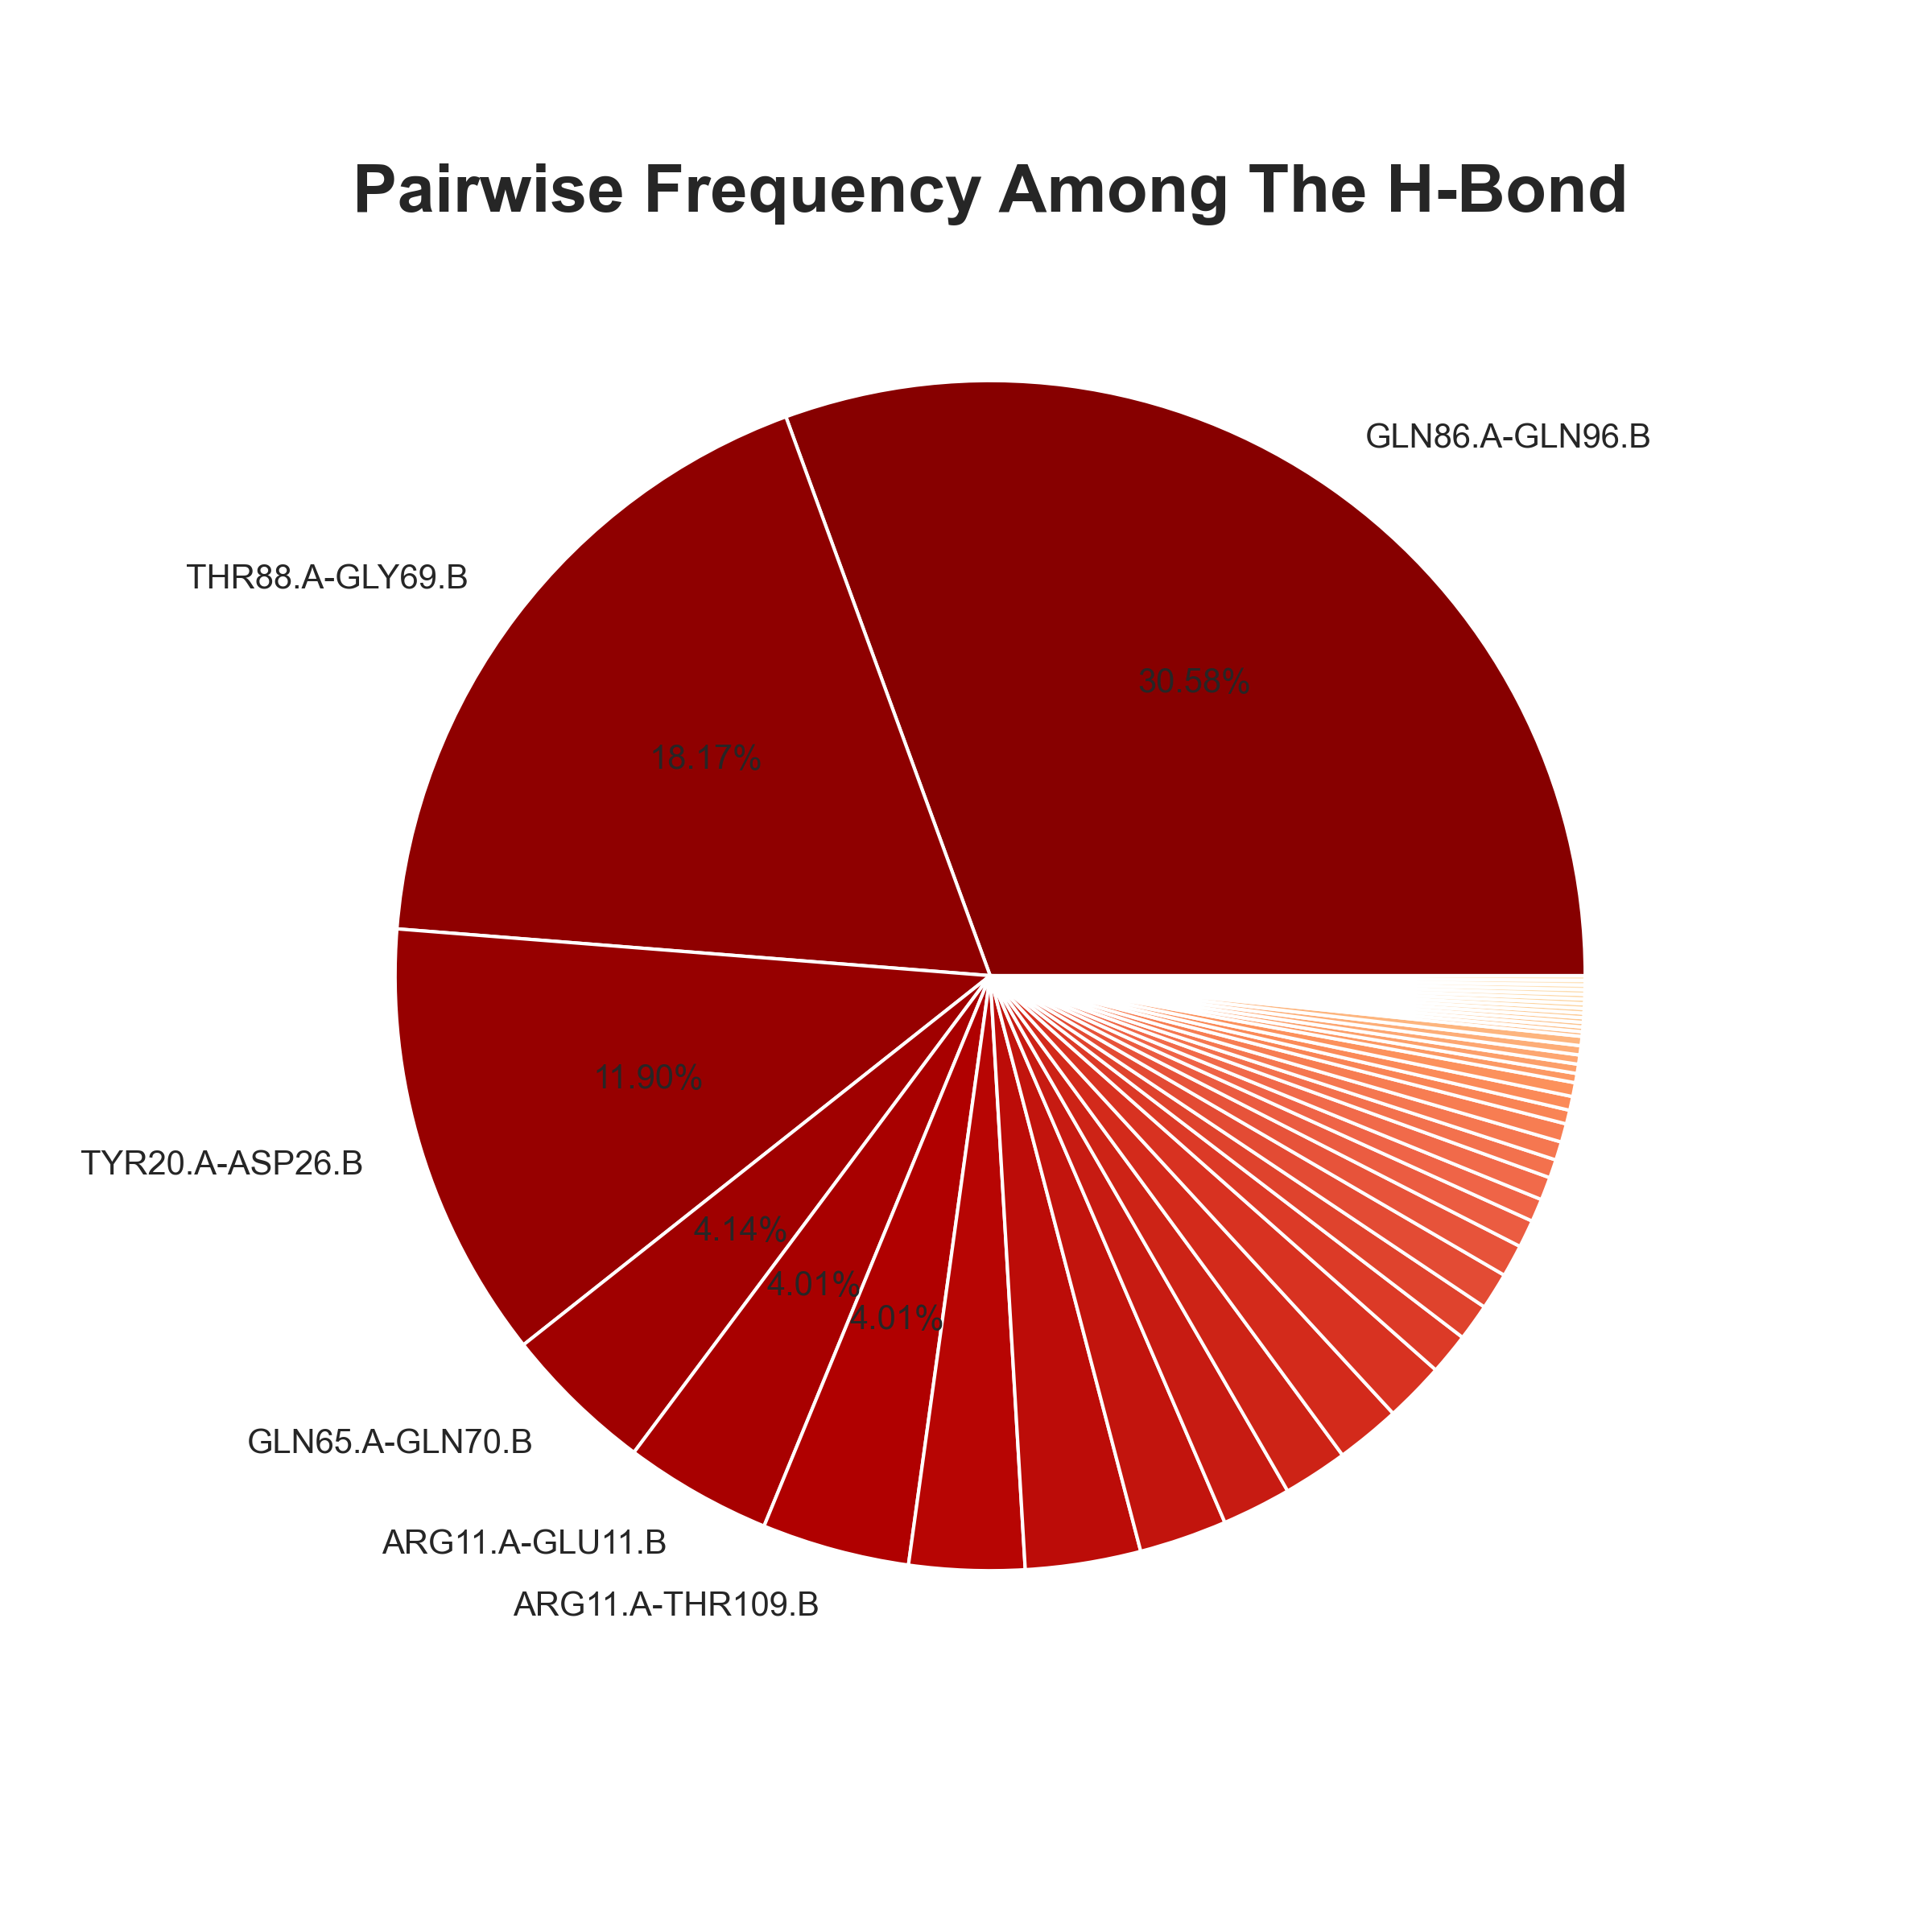 Pairwise Frequency Among The H-Bond
GLN86.A-GLN96.B
THR88.A-GLY69.B
30.58%
18.17%
11.90%
TYR20.A-ASP26.B
4.14%
4.01%
4.01%
GLN65.A-GLN70.B
ARG11.A-GLU11.B
ARG11.A-THR109.B